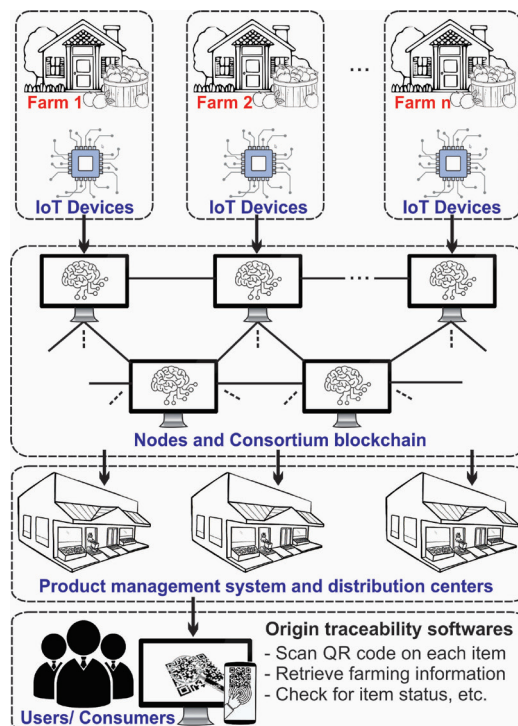 Farm 1
Farm 2
...
Farm n
IoT Devices
IoT Devices
IoT Devices
...
Nodes and Consortium blockchain
Product management system and distribution centers
Origin traceability softwares
- Scan QR code on each item
- Retrieve farming information
- Check for item status, etc.
Users/ Consumers